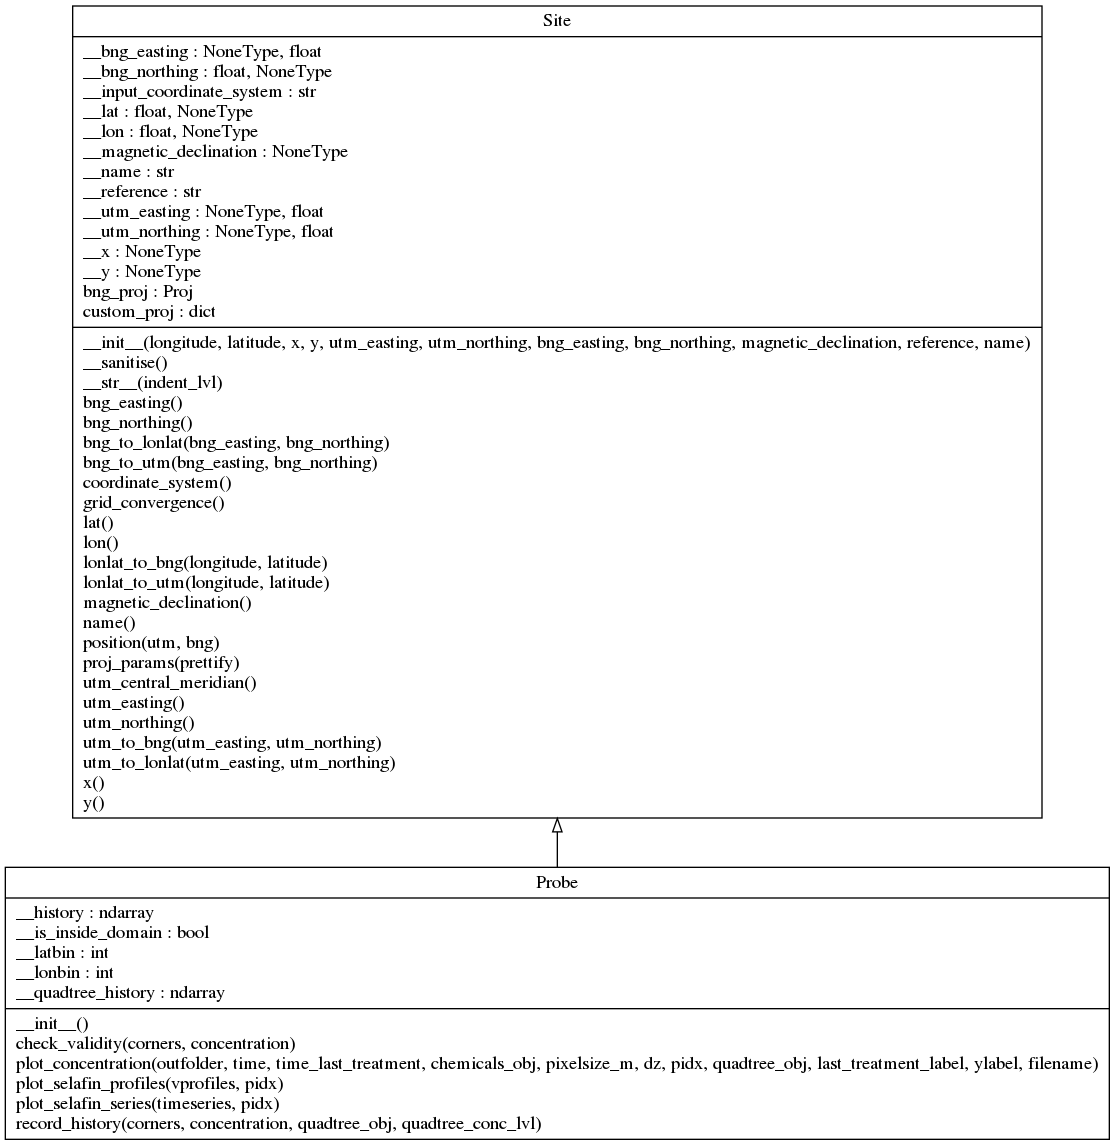 Site
__bng_easting : NoneType, float
__bng_northing : float, NoneType
__input_coordinate_system : str
__lat : float, NoneType
__lon : float, NoneType
__magnetic_declination : NoneType
__name : str
__reference : str
__utm_easting : NoneType, float
__utm_northing : NoneType, float
__x : NoneType
__y : NoneType
bng_proj : Proj
custom_proj : dict
__init__(longitude, latitude, x, y, utm_easting, utm_northing, bng_easting, bng_northing, magnetic_declination, reference, name)
__sanitise()
__str__(indent_lvl)
bng_easting()
bng_northing()
bng_to_lonlat(bng_easting, bng_northing)
bng_to_utm(bng_easting, bng_northing)
coordinate_system()
grid_convergence()
lat()
lon()
lonlat_to_bng(longitude, latitude)
lonlat_to_utm(longitude, latitude)
magnetic_declination()
name()
position(utm, bng)
proj_params(prettify)
utm_central_meridian()
utm_easting()
utm_northing()
utm_to_bng(utm_easting, utm_northing)
utm_to_lonlat(utm_easting, utm_northing)
x()
y()
Probe
__history : ndarray
__is_inside_domain : bool
__latbin : int
__lonbin : int
__quadtree_history : ndarray
__init__()
check_validity(corners, concentration)
plot_concentration(outfolder, time, time_last_treatment, chemicals_obj, pixelsize_m, dz, pidx, quadtree_obj, last_treatment_label, ylabel, filename)
plot_selafin_profiles(vprofiles, pidx)
plot_selafin_series(timeseries, pidx)
record_history(corners, concentration, quadtree_obj, quadtree_conc_lvl)